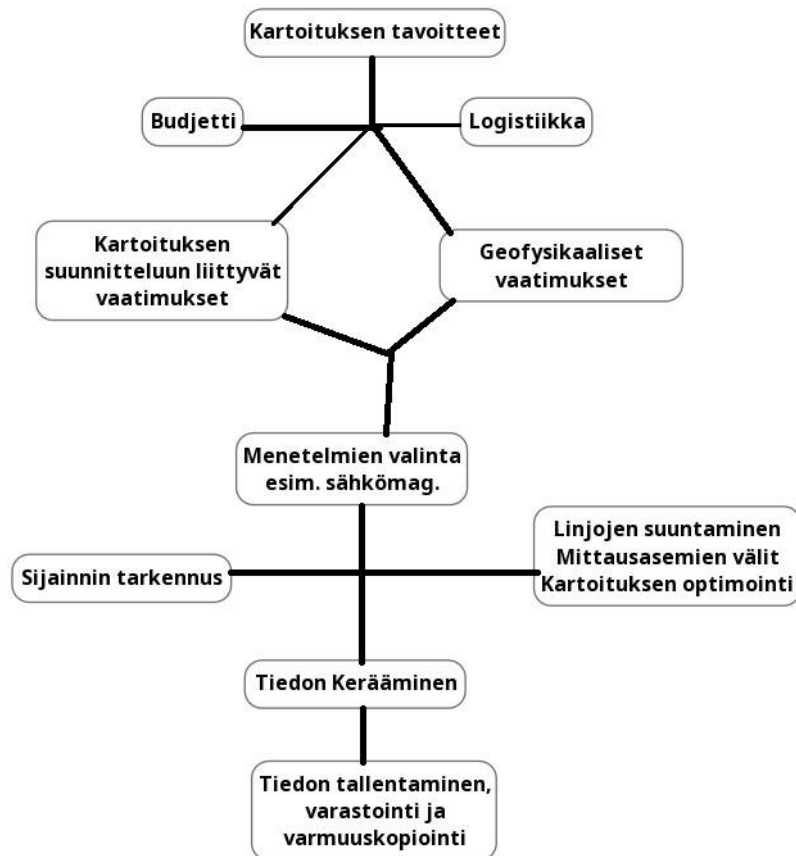 Kartoituksen tavoitteet
Budjetti
Logistiikka
Kartoituksen
suunnitteluun liittyvät
vaatimukset
Geofysikaaliset
vaatimukset
Menetelmien valinta
esim. sähkömag.
Sijainnin tarkennus
Linjojen suuntaminen
Mittausasemien välit
Kartoituksen optimointi
Tiedon Kerääminen
Tiedon tallentaminen,
varastointi ja
varmuuskopiointi